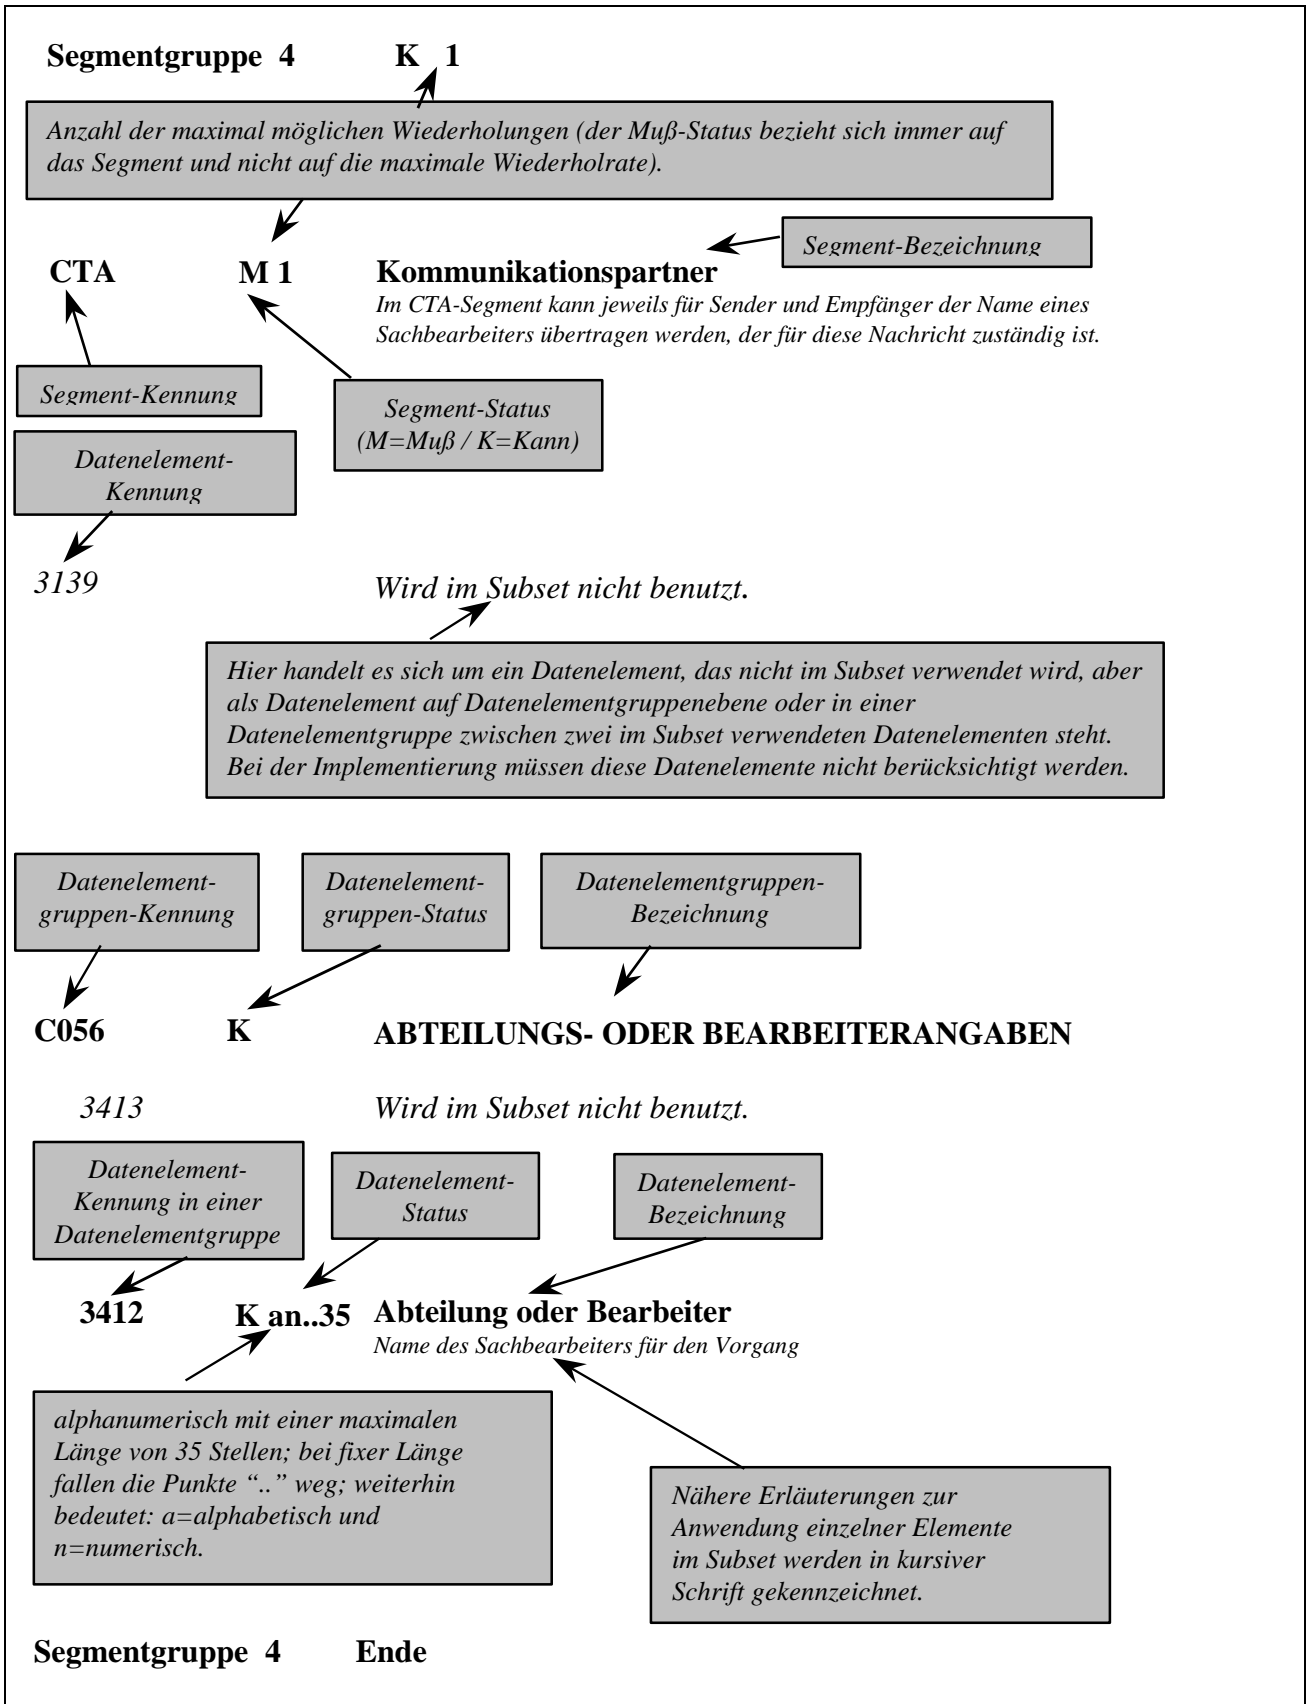 Segmentgruppe 4 K 1
Anzahl der maximal möglichen Wiederholungen (der Muß-Status bezieht sich immer auf
das Segment und nicht auf die maximale Wiederholrate).
Segment-Bezeichnung
CTA M 1 Kommunikationspartner
Im CTA-Segment kann jeweils für Sender und Empfänger der Name eines
Sachbearbeiters übertragen werden, der für diese Nachricht zuständig ist.
Segment-Kennung
Segment-Status
(M=Muß / K=Kann)
Datenelement-
Kennung
3139 Wird im Subset nicht benutzt.
Hier handelt es sich um ein Datenelement, das nicht im Subset verwendet wird, aber
als Datenelement auf Datenelementgruppenebene oder in einer
Datenelementgruppe zwischen zwei im Subset verwendeten Datenelementen steht.
Bei der Implementierung müssen diese Datenelemente nicht berücksichtigt werden.
Datenelement-
gruppen-Kennung
Datenelement-
gruppen-Status
Datenelementgruppen-
Bezeichnung
C056 K ABTEILUNGS- ODER BEARBEITERANGABEN
3413 Wird im Subset nicht benutzt.
Datenelement-
Kennung in einer
Datenelementgruppe
Datenelement-
Status
Datenelement-
Bezeichnung
3412 K an..35 Abteilung oder Bearbeiter
Name des Sachbearbeiters für den Vorgang
alphanumerisch mit einer maximalen
Länge von 35 Stellen; bei fixer Länge
fallen die Punkte “..” weg; weiterhin
bedeutet: a=alphabetisch und
n=numerisch.
Nähere Erläuterungen zur
Anwendung einzelner Elemente
im Subset werden in kursiver
Schrift gekennzeichnet.
Segmentgruppe 4 Ende